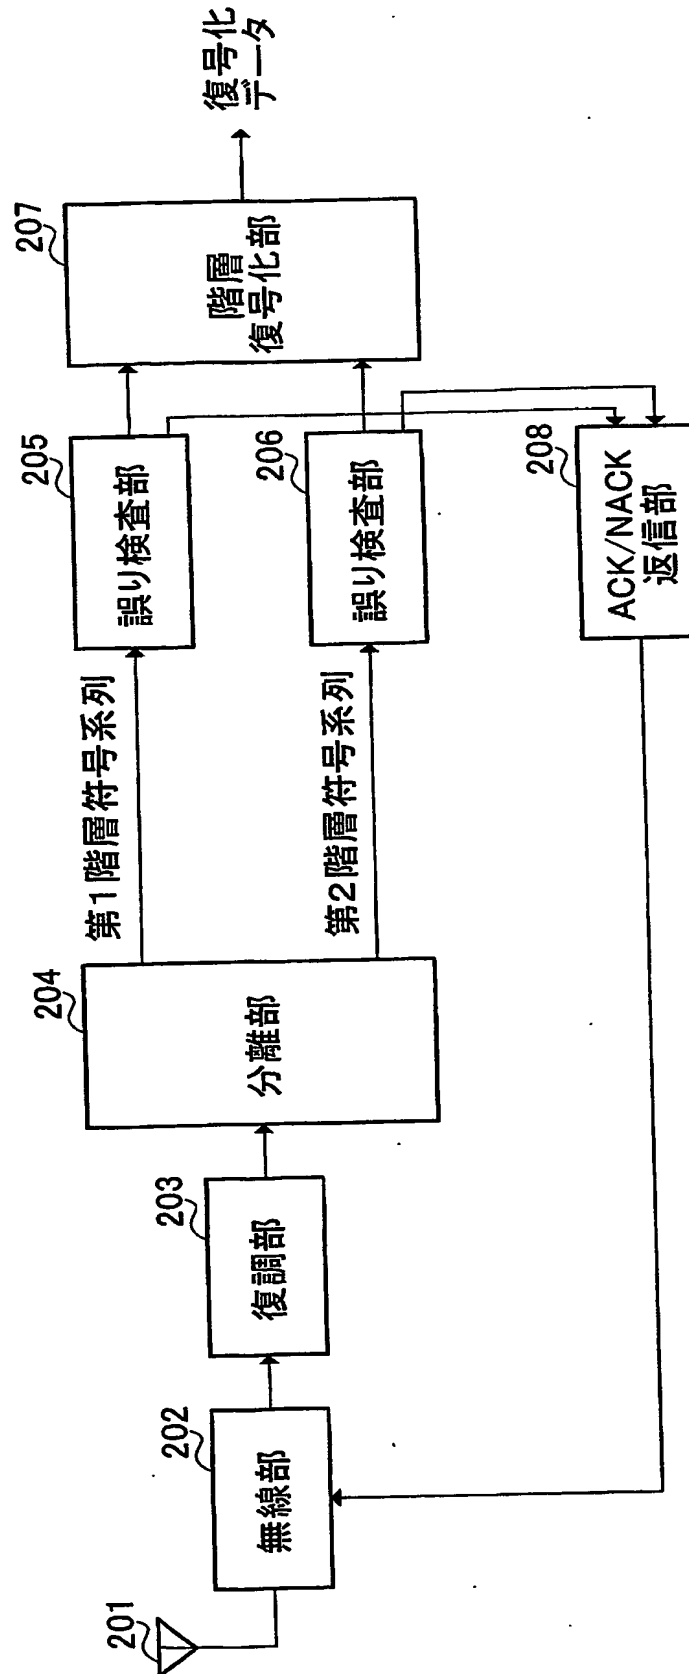 201
202
無線部
203
復調部
204
分離部
第1階層符号系列
第2階層符号系列
205
誤り検査部
206
誤り検査部
207
階層
復号化部
復号化
データ
208
ACK/NACK
返信部